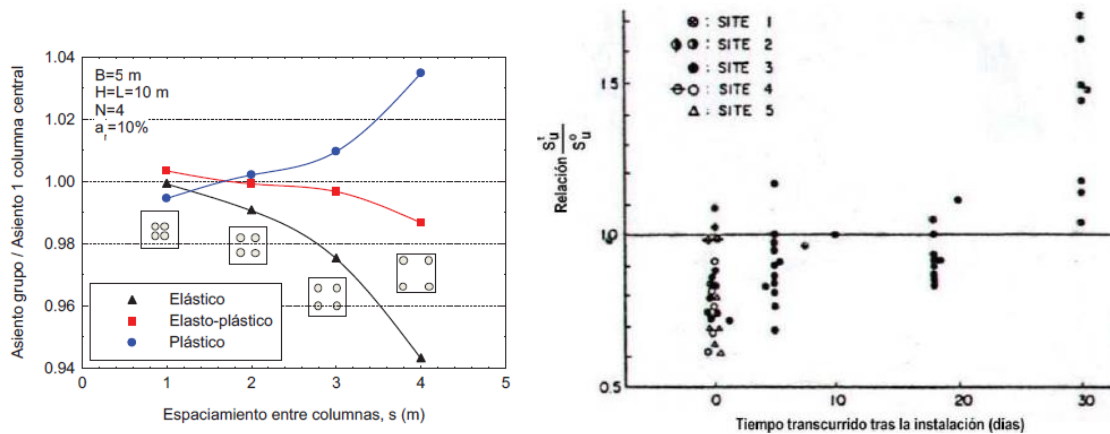 1.04
1.02
1.00
0.98
0.96
0.94
Asiento grupo / Asiento 1 columna central
B=5 m
H=L=10 m
N=4
a_r=10%
Elástico
Elasto-plástico
Plástico
0
1
2
3
4
5
Espaciamiento entre columnas, s (m)
: SITE 1
: SITE 2
: SITE 3
: SITE 4
: SITE 5
1.5
1.0
0.5
Relación S_u^t / S_u^o
0
10
20
30
Tiempo transcurrido tras la instalación (dias)